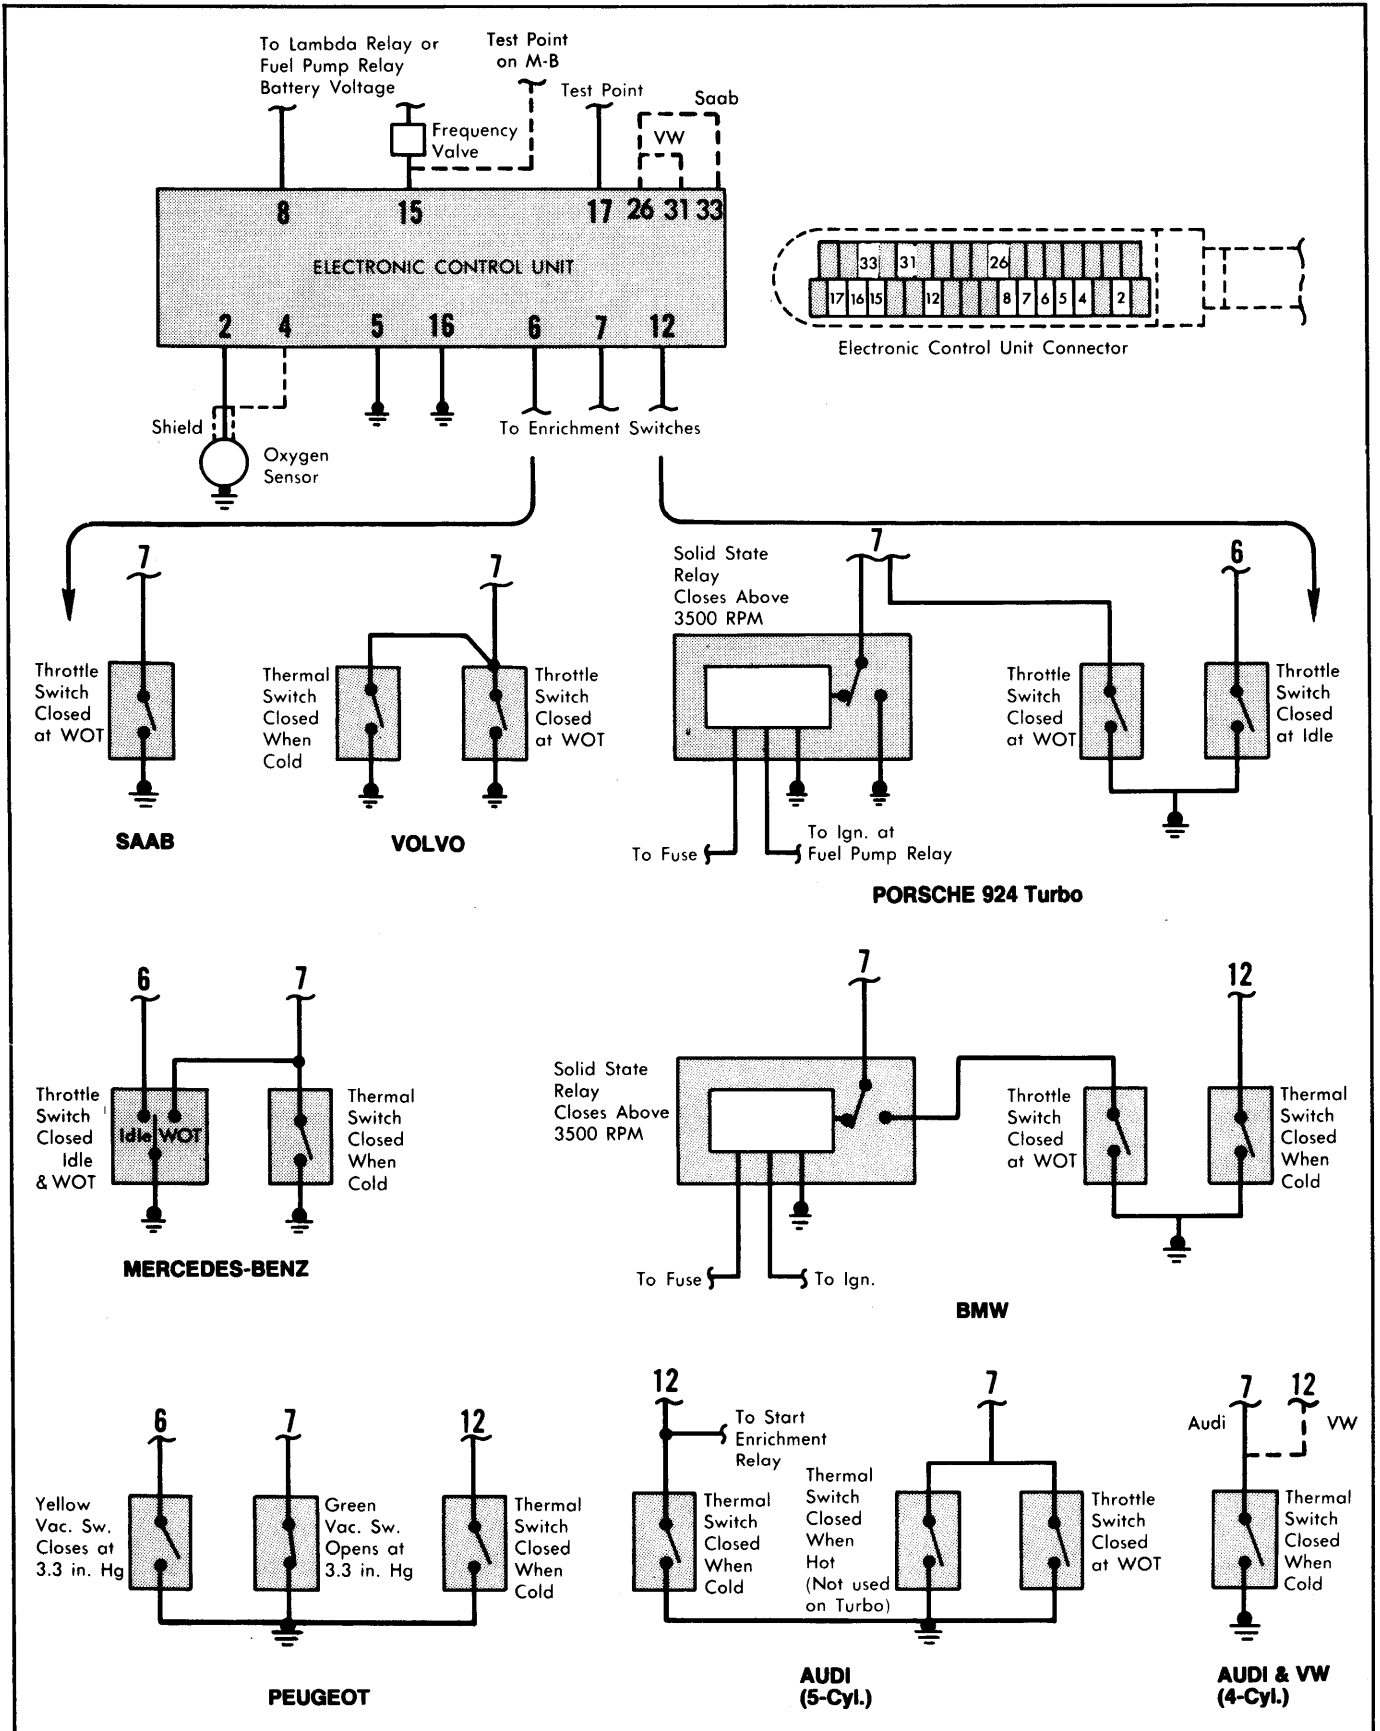 To Lambda Relay or
Fuel Pump Relay
Battery Voltage
Test Point
on M-B
Test Point
Saab
VW
Frequency
Valve
8 15 17 26 31 33
ELECTRONIC CONTROL UNIT
2 4 5 16 6 7 12
33 31 26
17 16 15 12 8 7 6 5 4 2
Electronic Control Unit Connector
Shield
Oxygen
Sensor
To Enrichment Switches
7
Throttle
Switch
Closed
at WOT
SAAB
7
Thermal
Switch
Closed
When
Cold
Throttle
Switch
Closed
at WOT
VOLVO
Solid State
Relay
Closes Above
3500 RPM
7
6
Throttle
Switch
Closed
at WOT
Throttle
Switch
Closed
at Idle
To Fuse
To Ign. at
Fuel Pump Relay
PORSCHE 924 Turbo
6
7
Throttle
Switch
Closed
Idle
& WOT
Idle WOT
Thermal
Switch
Closed
When
Cold
MERCEDES-BENZ
7
12
Solid State
Relay
Closes Above
3500 RPM
Throttle
Switch
Closed
at WOT
Thermal
Switch
Closed
When
Cold
To Fuse
To Ign.
BMW
6
7
12
Yellow
Vac. Sw.
Closes at
3.3 in. Hg
Green
Vac. Sw.
Opens at
3.3 in. Hg
Thermal
Switch
Closed
When
Cold
PEUGEOT
12
7
To Start
Enrichment
Relay
Thermal
Switch
Closed
When
Cold
Thermal
Switch
Closed
When
Hot
(Not used
on Turbo)
Throttle
Switch
Closed
at WOT
AUDI
(5-Cyl.)
7
12
Audi
VW
Thermal
Switch
Closed
When
Cold
AUDI & VW
(4-Cyl.)